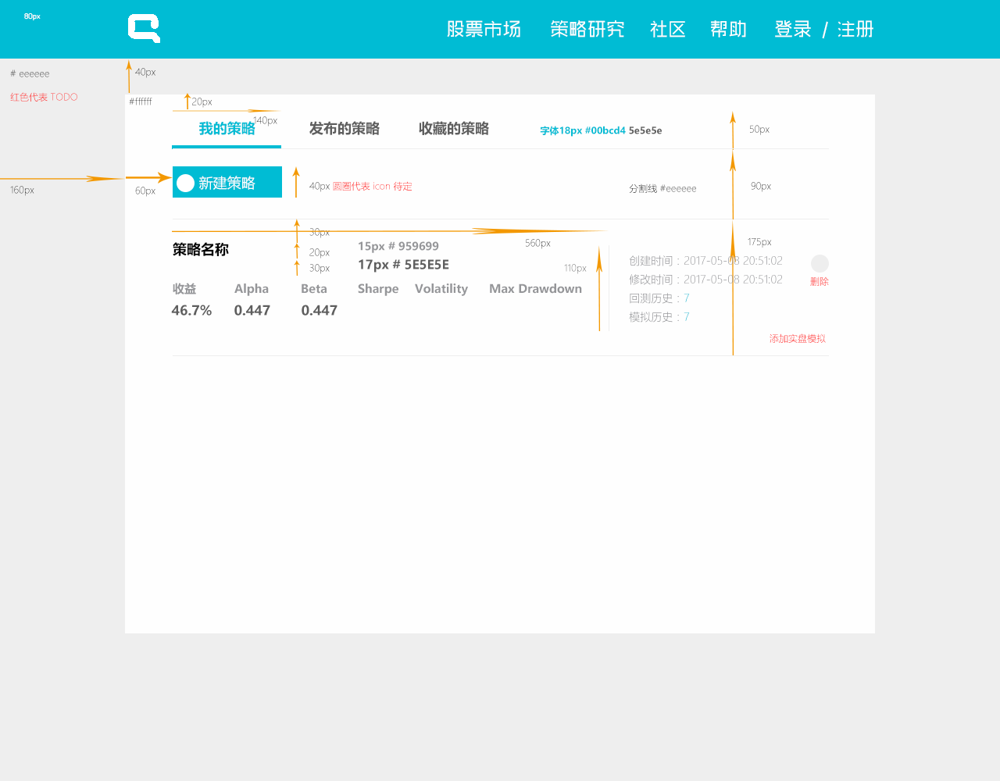 80px
股票市场 策略研究 社区 帮助 登录 / 注册
# eeeeee
40px
红色代表 TODO
#ffffff
20px
140px
我的策略 发布的策略 收藏的策略
字体18px #00bcd4 5e5e5e
50px
160px
60px
新建策略
40px 圆圈代表 icon 待定
分割线 #eeeeee
90px
30px
560px
175px
策略名称
20px
15px # 959699
30px
17px # 5E5E5E
110px
创建时间：2017-05-08 20:51:02
修改时间：2017-05-08 20:51:02
删除
收益 Alpha Beta Sharpe Volatility Max Drawdown
回测历史：7
46.7% 0.447 0.447
模拟历史：7
添加实盘模拟